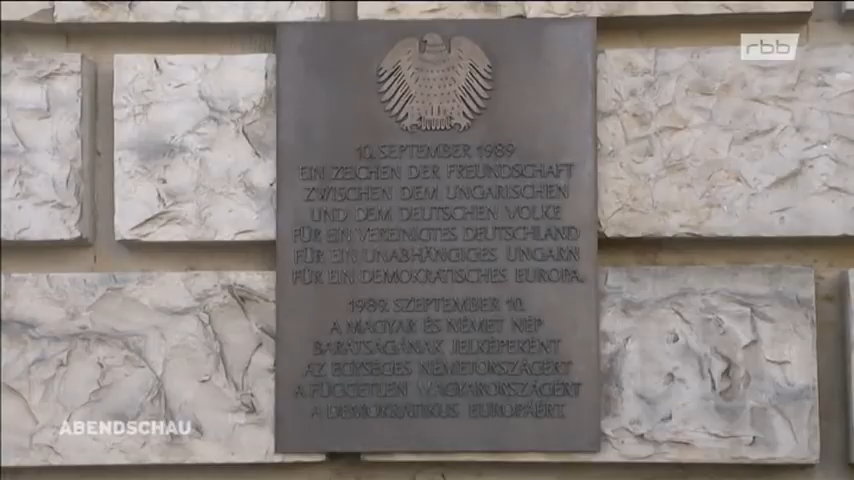 rbb
10. SEPTEMBER 1989
EIN ZEICHEN DER FREUNDSCHAFT
ZWISCHEN DEM UNGARISCHEN
UND DEM DEUTSCHEN VOLKE
FÜR EIN VEREINIGTES DEUTSCHLAND
FÜR EIN UNABHÄNGIGES UNGARN
FÜR EIN DEMOKRATISCHES EUROPA.
1989. SZEPTEMBER 10.
A MAGYAR ÉS NÉMET NÉP
BARÁTSÁGÁNAK JELKÉPEKÉNT
AZ EGYSÉGES NÉMETORSZÁGÉRT
A FÜGGETLEN MAGYARORSZÁGÉRT
A DEMOKRATIKUS EURÓPÁÉRT
ABENDSCHAU